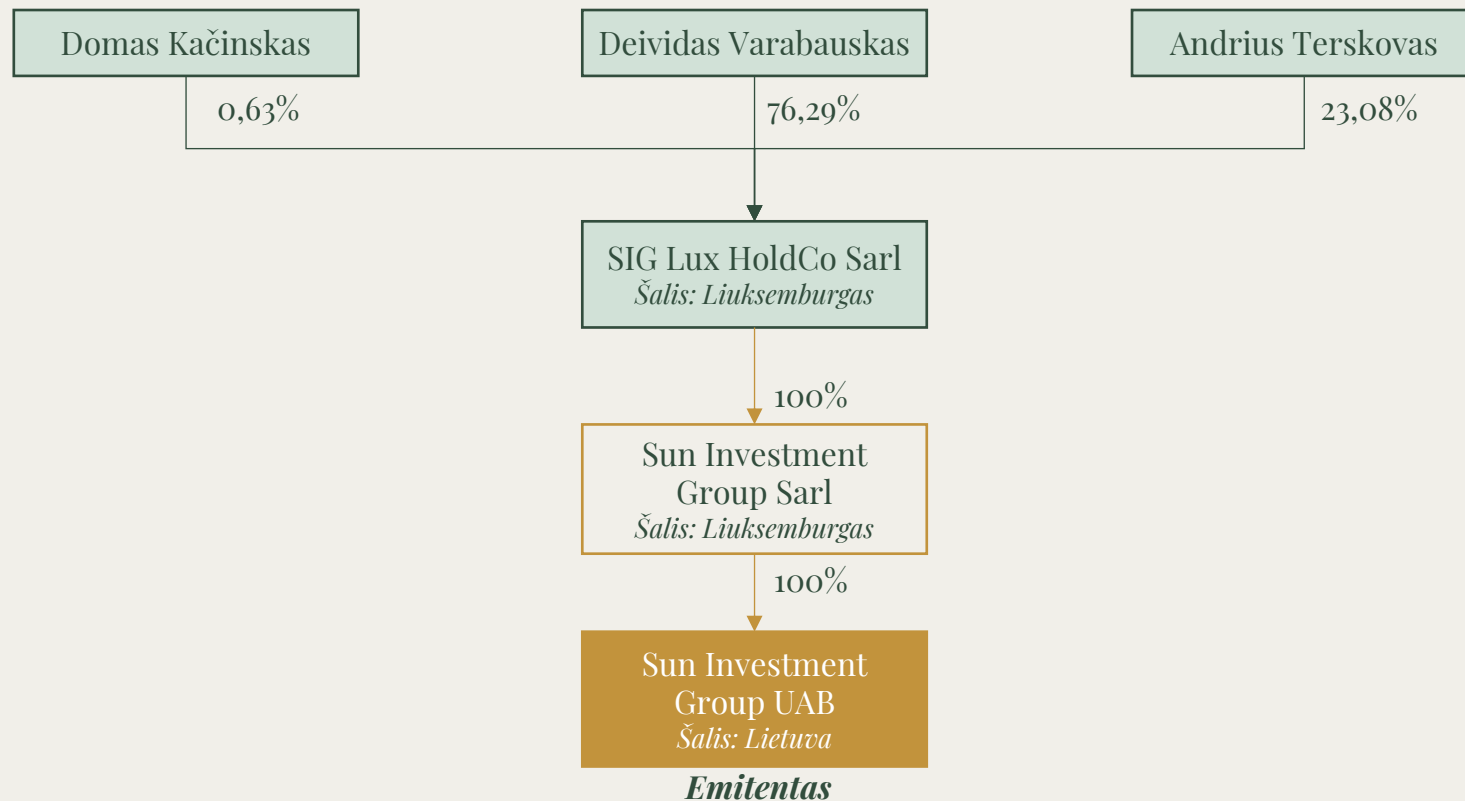 Domas Kačinskas
Deividas Varabauskas
Andrius Terskovas
0,63%
76,29%
23,08%
SIG Lux HoldCo Sarl
Šalis: Liuksemburgas
100%
Sun Investment
Group Sarl
Šalis: Liuksemburgas
100%
Sun Investment
Group UAB
Šalis: Lietuva
Emitentas